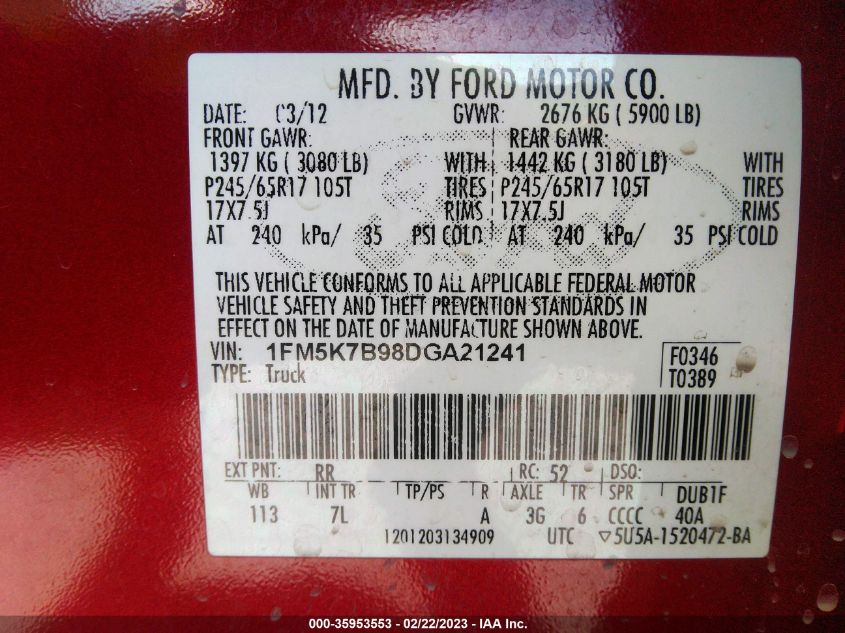 MFD. BY FORD MOTOR CO.
DATE: 03/12 GVWR: 2676 KG ( 5900 LB)
FRONT GAWR: REAR GAWR:
1397 KG ( 3080 LB) WITH 1442 KG ( 3180 LB) WITH
P245/65R17 105T TIRES P245/65R17 105T TIRES
17X7.5J RIMS 17X7.5J RIMS
AT 240 kPa/ 35 PSI COLD AT 240 kPa/ 35 PSI COLD
THIS VEHICLE CONFORMS TO ALL APPLICABLE FEDERAL MOTOR
VEHICLE SAFETY AND THEFT PREVENTION STANDARDS IN
EFFECT ON THE DATE OF MANUFACTURE SHOWN ABOVE.
VIN: 1FM5K7B98DGA21241 F0346
TYPE: Truck T0389
EXT PNT: RR RC: 52 DSO:
WB INT TR TP/PS R AXLE TR SPR DUB1F
113 7L A 3G 6 CCCC 40A
1201203134909 UTC ▽5U5A-1520472-BA
000-35953553 - 02/22/2023 - IAA Inc.